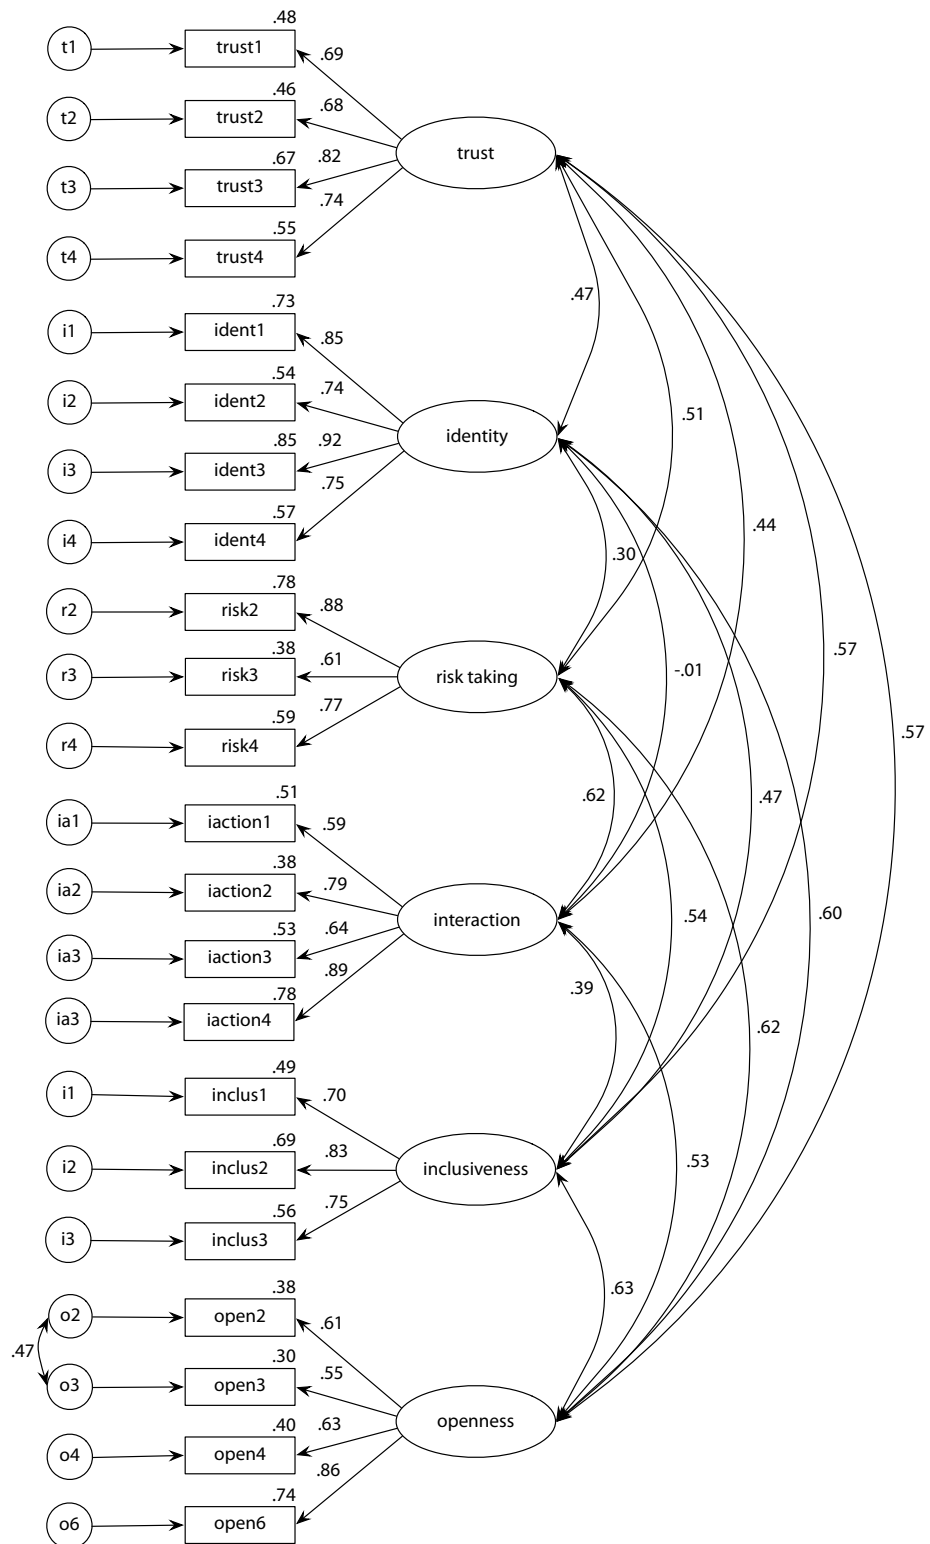 .48
t1 trust1 .69
.46
t2 trust2 .68
trust
.67 .82
t3 trust3
.74
.55
t4 trust4
.47
.73
i1 ident1 .85
.54
i2 ident2 .74
.51
identity
.85 .92
i3 ident3
.75
.44
.57
i4 ident4
.30
.78
r2 risk2 .88
.38
.57
r3 risk3 .61
risk taking
-.01
.77
.59
.57
r4 risk4
.51
.62
.47
ia1 iaction1 .59
.38
ia2 iaction2 .79
.54
.60
interaction
.53 .64
ia3 iaction3
.89
.39
.78
ia3 iaction4
.62
.49
i1 inclus1 .70
.69
.83
.53
i2 inclus2
inclusiveness
.75
.56
i3 inclus3
.38
.63
o2 open2 .61
.47
.30
.55
o3 open3
openness
.40 .63
o4 open4
.86
.74
o6 open6